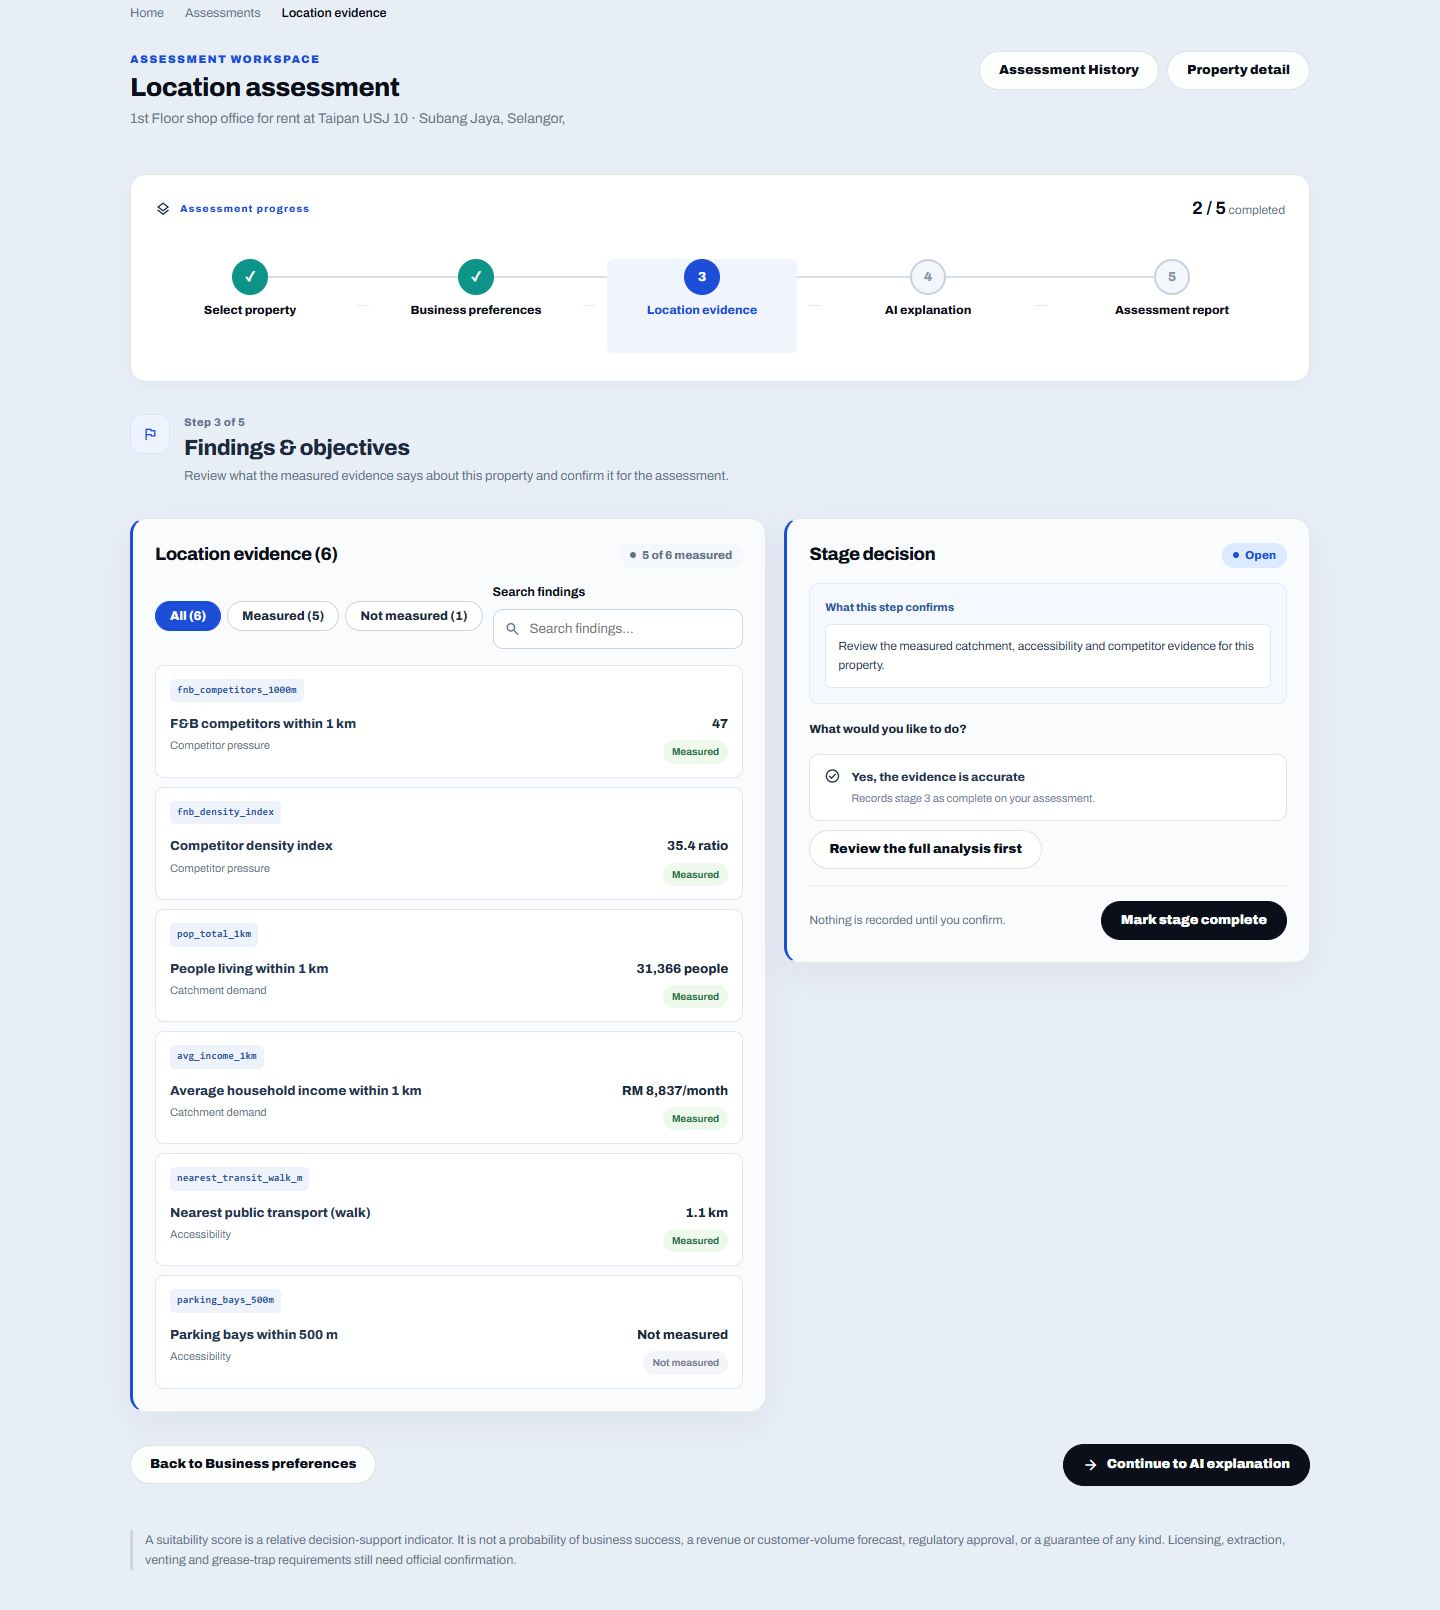 Home
Assessments
Location evidence
ASSESSMENT WORKSPACE
Location assessment
1st Floor shop office for rent at Taipan USJ 10 · Subang Jaya, Selangor,
Assessment History
Property detail
Assessment progress
2 / 5 completed
✓
✓
3
4
5
Select property
Business preferences
Location evidence
AI explanation
Assessment report
Step 3 of 5
Findings & objectives
Review what the measured evidence says about this property and confirm it for the assessment.
Location evidence (6)
5 of 6 measured
All (6)
Measured (5)
Not measured (1)
Search findings
Search findings...
fnb_competitors_1000m
F&B competitors within 1 km
47
Competitor pressure
Measured
fnb_density_index
Competitor density index
35.4 ratio
Competitor pressure
Measured
pop_total_1km
People living within 1 km
31,366 people
Catchment demand
Measured
avg_income_1km
Average household income within 1 km
RM 8,837/month
Catchment demand
Measured
nearest_transit_walk_m
Nearest public transport (walk)
1.1 km
Accessibility
Measured
parking_bays_500m
Parking bays within 500 m
Not measured
Accessibility
Not measured
Stage decision
Open
What this step confirms
Review the measured catchment, accessibility and competitor evidence for this
property.
What would you like to do?
Yes, the evidence is accurate
Records stage 3 as complete on your assessment.
Review the full analysis first
Nothing is recorded until you confirm.
Mark stage complete
Back to Business preferences
Continue to AI explanation
A suitability score is a relative decision-support indicator. It is not a probability of business success, a revenue or customer-volume forecast, regulatory approval, or a guarantee of any kind. Licensing, extraction,
venting and grease-trap requirements still need official confirmation.